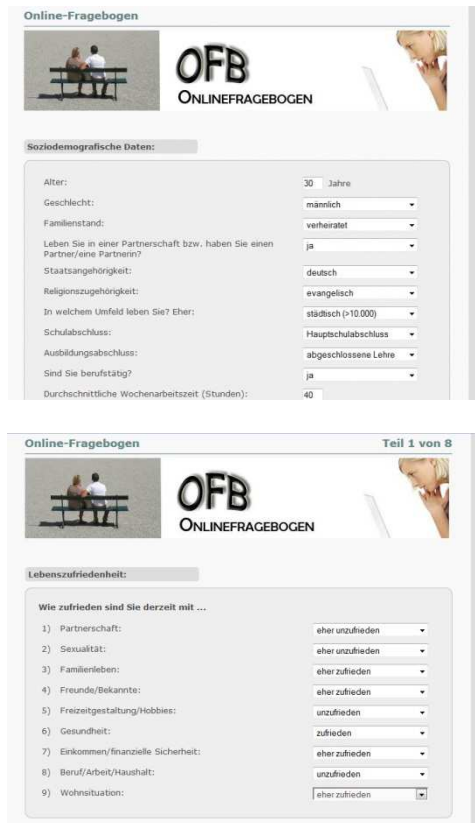 Online-Fragebogen
OFB
ONLINEFRAGEBOGEN
Soziodemografische Daten:
Alter: 30 Jahre
Geschlecht: männlich
Familienstand: verheiratet
Leben Sie in einer Partnerschaft bzw. haben Sie einen
Partner/eine Partnerin? ja
Staatsangehörigkeit: deutsch
Religionszugehörigkeit: evangelisch
In welchem Umfeld leben Sie? Eher: städtisch (>10.000)
Schulabschluss: Hauptschulabschluss
Ausbildungsabschluss: abgeschlossene Lehre
Sind Sie berufstätig? ja
Durchschnittliche Wochenarbeitszeit (Stunden): 40
Online-Fragebogen Teil 1 von 8
OFB
ONLINEFRAGEBOGEN
Lebenszufriedenheit:
Wie zufrieden sind Sie derzeit mit ...
1) Partnerschaft: eher unzufrieden
2) Sexualität: eher unzufrieden
3) Familienleben: eher zufrieden
4) Freunde/Bekannte: eher zufrieden
5) Freizeitgestaltung/Hobbies: unzufrieden
6) Gesundheit: zufrieden
7) Einkommen/finanzielle Sicherheit: eher zufrieden
8) Beruf/Arbeit/Haushalt: unzufrieden
9) Wohnsituation: eher zufrieden